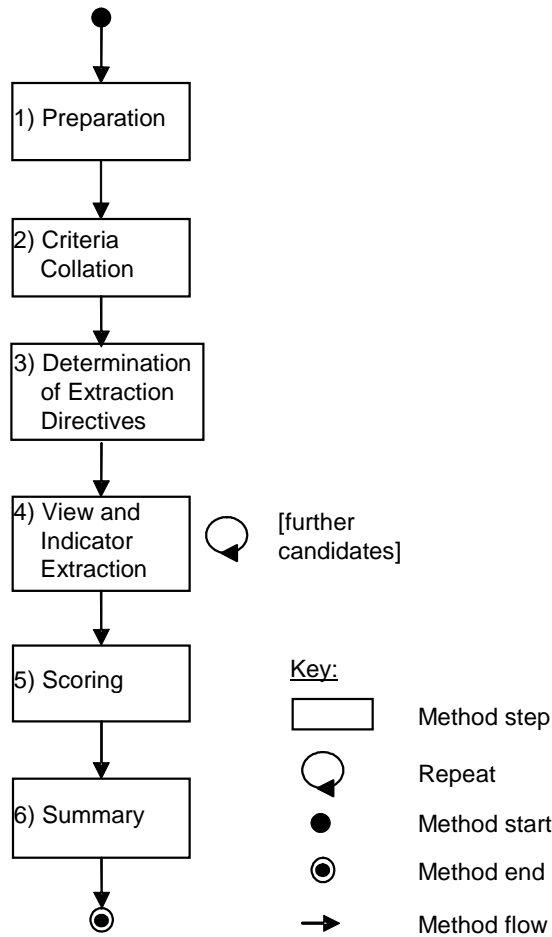 1) Preparation
2) Criteria
Collation
3) Determination
of Extraction
Directives
4) View and
Indicator
Extraction
[further
candidates]
5) Scoring
6) Summary
Key:
Method step
Repeat
Method start
Method end
Method flow